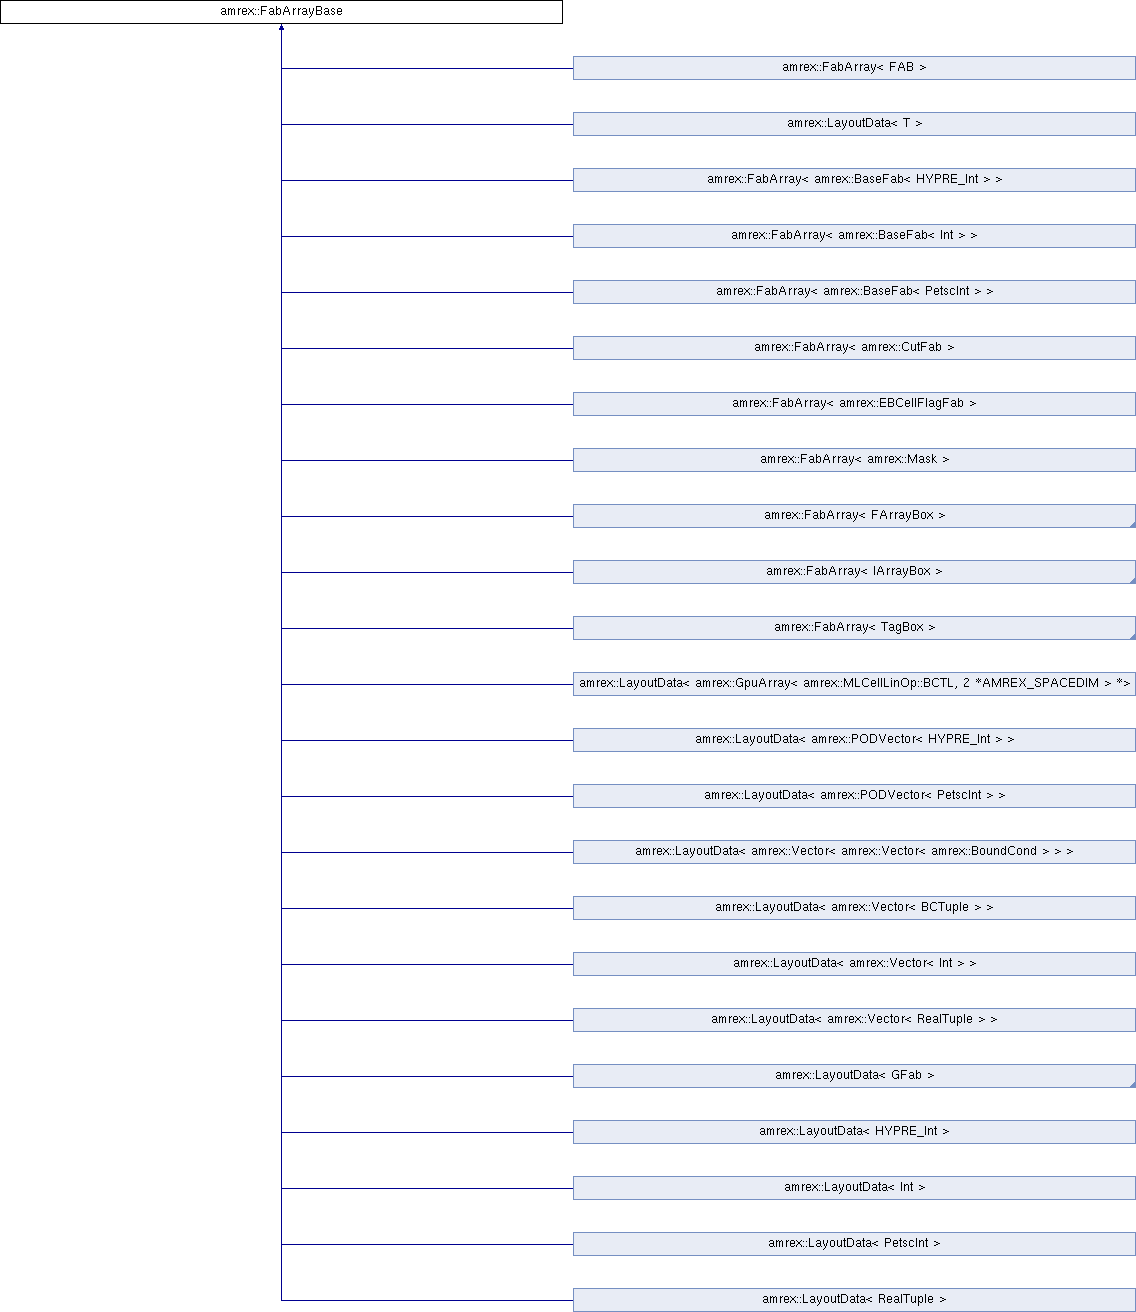 amrex::FabArrayBase
amrex::FabArray< FAB >
amrex::LayoutData< T >
amrex::FabArray< amrex::BaseFab< HYPRE_Int > >
amrex::FabArray< amrex::BaseFab< Int > >
amrex::FabArray< amrex::BaseFab< PetscInt > >
amrex::FabArray< amrex::CutFab >
amrex::FabArray< amrex::EBCellFlagFab >
amrex::FabArray< amrex::Mask >
amrex::FabArray< FArrayBox >
amrex::FabArray< IArrayBox >
amrex::FabArray< TagBox >
amrex::LayoutData< amrex::GpuArray< amrex::MLCellLinOp::BCTL, 2 *AMREX_SPACEDIM > *>
amrex::LayoutData< amrex::PODVector< HYPRE_Int > >
amrex::LayoutData< amrex::PODVector< PetscInt > >
amrex::LayoutData< amrex::Vector< amrex::Vector< amrex::BoundCond > > >
amrex::LayoutData< amrex::Vector< BCTuple > >
amrex::LayoutData< amrex::Vector< Int > >
amrex::LayoutData< amrex::Vector< RealTuple > >
amrex::LayoutData< GFab >
amrex::LayoutData< HYPRE_Int >
amrex::LayoutData< Int >
amrex::LayoutData< PetscInt >
amrex::LayoutData< RealTuple >